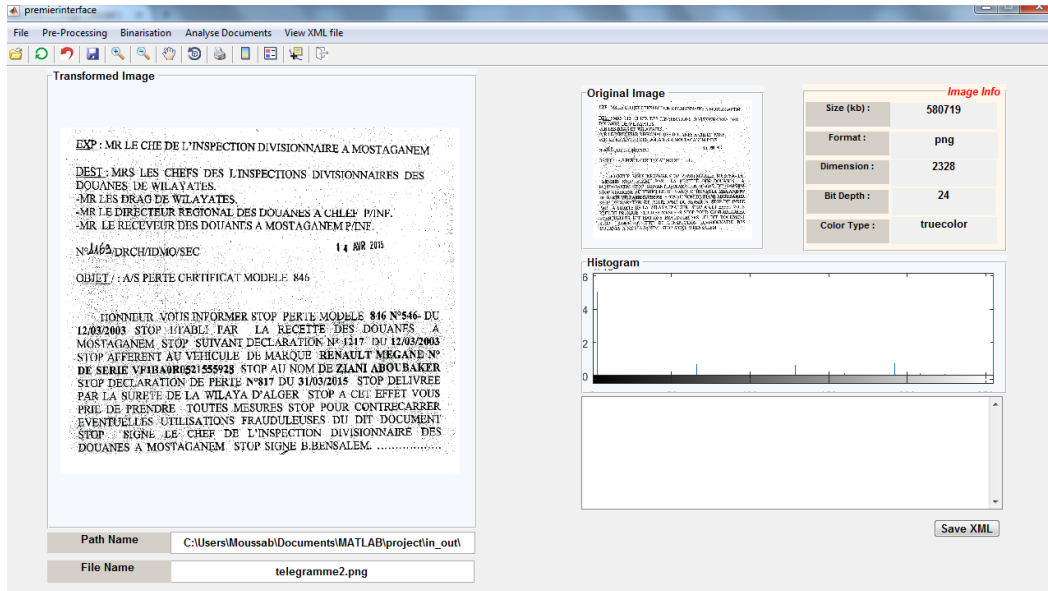 premierinterface
File Pre-Processing Binarisation Analyse Documents View XML file
Transformed Image
EXP : MR LE CHE DE L'INSPECTION DIVISIONNAIRE A MOSTAGANEM
DEST : MRS LES CHEFS DES L'INSPECTIONS DIVISIONNAIRES DES
DOUANES DE WILAYATES.
-MR LES DRAG DE WILAYATES.
-MR LE DIRECTEUR REGIONAL DES DOUANES A CHLEF P/INF.
-MR LE RECEVEUR DES DOUANES A MOSTAGANEM P/INF.
N° 1169/DRCH/IDMO/SEC 14 AVR 2015
OBJET / : A/S PERTE CERTIFICAT MODELE 846
HONNEUR VOUS INFORMER STOP PERTE MODELE 846 N°546- DU
12/03/2003 STOP ETABLI PAR LA RECETTE DES DOUANES A
MOSTAGANEM STOP SUIVANT DECLARATION N° 1217 DU 12/03/2003
STOP AFFERENT AU VEHICULE DE MARQUE RENAULT MEGANE N°
DE SERIE STOP AU NOM DE ZIANI ABOUBAKER
STOP DECLARATION DE PERTE N°817 DU 31/03/2015 STOP DELIVREE
PAR LA SURETE DE LA WILAYA D'ALGER STOP A CET EFFET VOUS
PRIE DE PRENDRE TOUTES MESURES STOP POUR CONTRECARRER
EVENTUELLES UTILISATIONS FRAUDULEUSES DU DIT DOCUMENT
STOP SIGNE LE CHEF DE L'INSPECTION DIVISIONNAIRE DES
DOUANES A MOSTAGANEM STOP SIGNE B.BENSALEM. .................
Path Name C:\Users\Moussab\Documents\MATLAB\project\in_out\
File Name telegramme2.png
Original Image
Image Info
Size (kb) : 580719
Format : png
Dimension : 2328
Bit Depth : 24
Color Type : truecolor
Histogram
6
4
2
0
Save XML